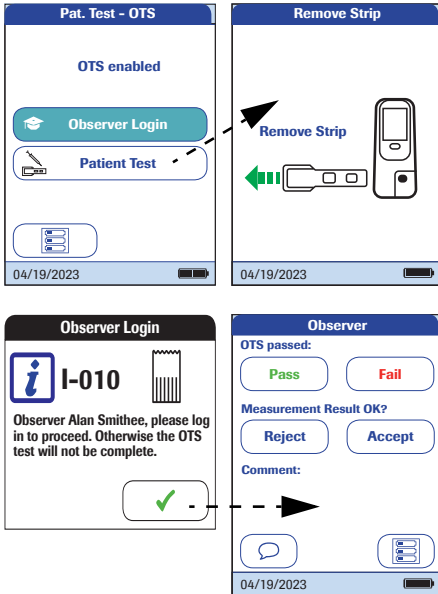 Pat. Test - OTS
OTS enabled
Observer Login
Patient Test
04/19/2023
Remove Strip
Remove Strip
04/19/2023
Observer Login
I-010
Observer Alan Smithee, please log
in to proceed. Otherwise the OTS
test will not be complete.
Observer
OTS passed:
Pass Fail
Measurement Result OK?
Reject Accept
Comment:
04/19/2023